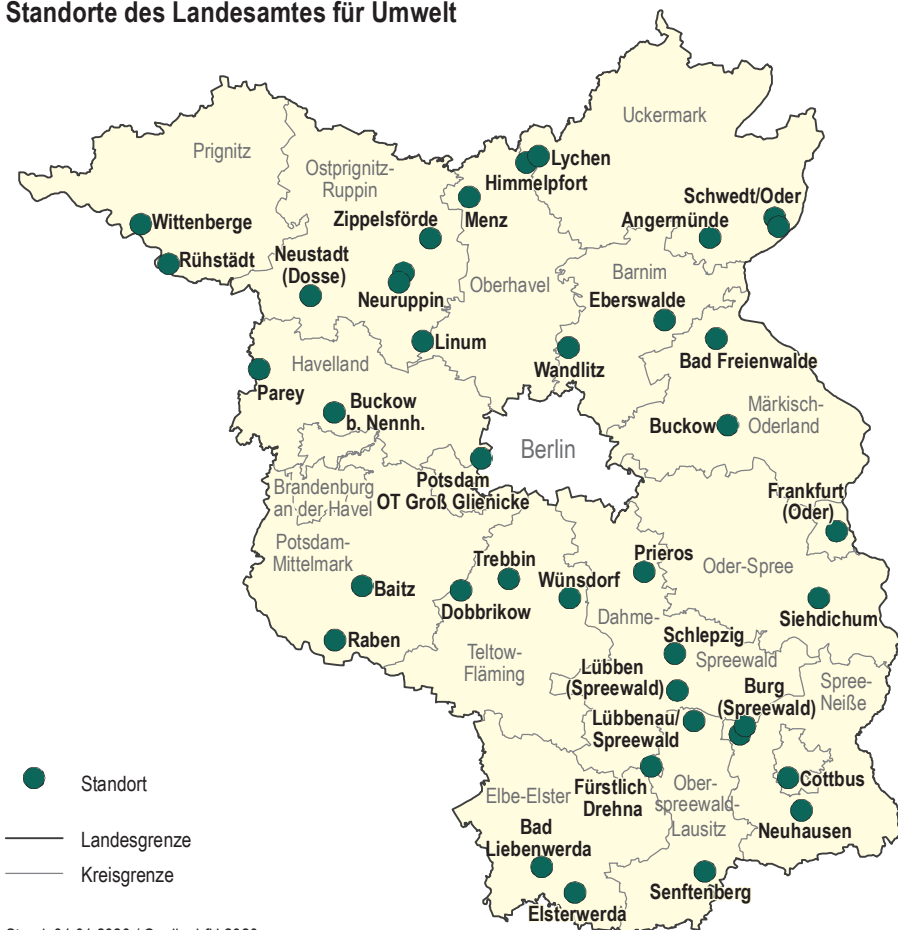 Standorte des Landesamtes für Umwelt
Uckermark
Prignitz
Ostprignitz-
Ruppin
Lychen
Himmelpfort
Menz
Schwedt/Oder
Angermünde
Wittenberge
Zippelsförde
Rühstädt
Neustadt
(Dosse)
Neuruppin
Oberhavel
Barnim
Eberswalde
Linum
Wandlitz
Bad Freienwalde
Havelland
Parey
Buckow
b. Nennh.
Buckow
Märkisch-
Oderland
Berlin
Potsdam
OT Groß Glienicke
Brandenburg
an der Havel
Frankfurt
(Oder)
Potsdam-
Mittelmark
Trebbin
Wünsdorf
Prieros
Oder-Spree
Baitz
Dobbrikow
Dahme-
Siehdichum
Raben
Teltow-
Fläming
Schlepzig
Spreewald
Lübben
(Spreewald)
Burg
(Spreewald)
Spree-
Neiße
Lübbenau/
Spreewald
Standort
Elbe-Elster
Fürstlich
Drehna
Ober-
spreewald-
Lausitz
Cottbus
Neuhausen
Landesgrenze
Kreisgrenze
Bad
Liebenwerda
Elsterwerda
Senftenberg